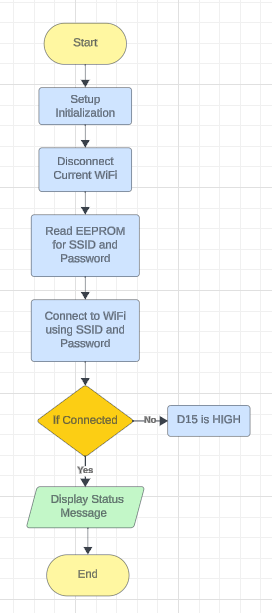 Start
Setup
Initialization
Disconnect
Current WiFi
Read EEPROM
for SSID and
Password
Connect to WiFi
using SSID and
Password
If Connected
No
D15 is HIGH
Yes
Display Status
Message
End